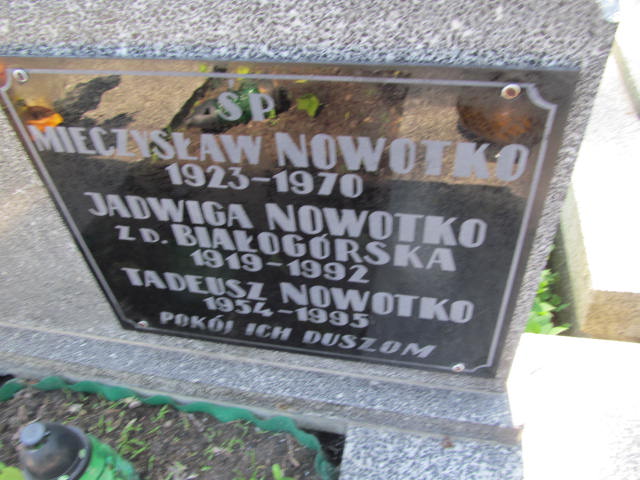 Ś.P.
MIECZYSŁAW NOWOTKO
1923-1970
JADWIGA NOWOTKO
Z D. BIAŁOGÓRSKA
1919-1992
TADEUSZ NOWOTKO
1954-1995
POKÓJ ICH DUSZOM